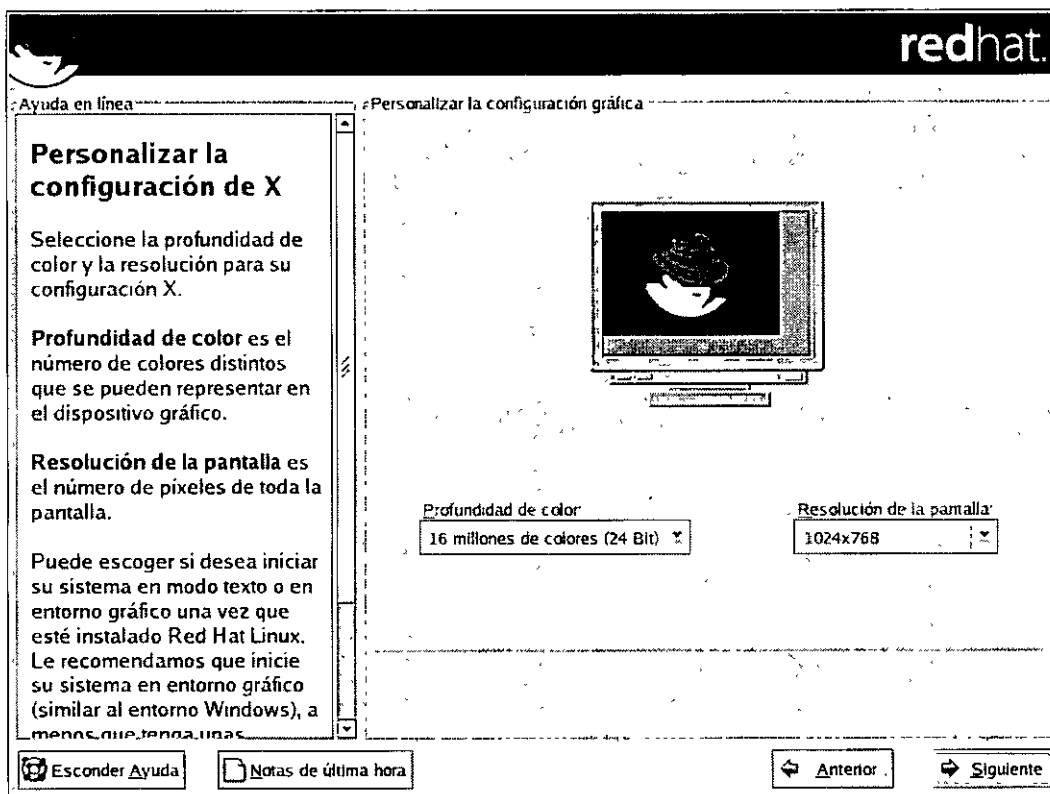 redhat.
Ayuda en línea
Personalizar la
configuración de X
Seleccione la profundidad de
color y la resolución para su
configuración X.
Profundidad de color es el
número de colores distintos
que se pueden representar en
el dispositivo gráfico.
Resolución de la pantalla es
el número de píxeles de toda la
pantalla.
Puede escoger si desea iniciar
su sistema en modo texto o en
entorno gráfico una vez que
esté instalado Red Hat Linux.
Le recomendamos que inicie
su sistema en entorno gráfico
(similar al entorno Windows), a
menos que tenga unas
Personalizar la configuración gráfica
Profundidad de color
16 millones de colores (24 Bit)
Resolución de la pantalla
1024x768
Esconder Ayuda
Notas de última hora
Anterior
Siguiente